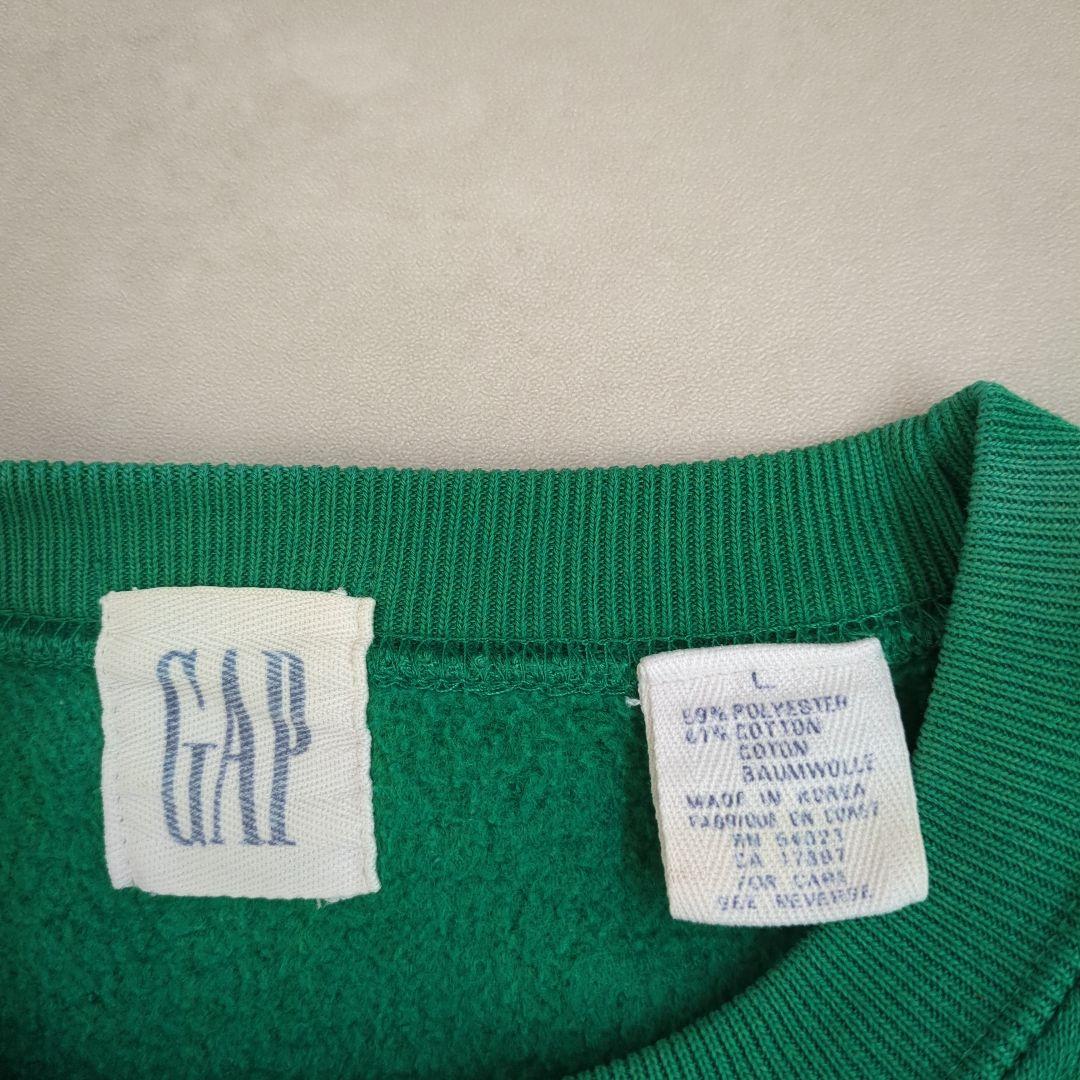 GAP
L
59% POLYESTER
41% COTTON
COTON
BAUMWOLLE
MADE IN KOREA
FABRIQUE EN
RN 54023
CA 17897
FOR CARE
SEE REVERSE